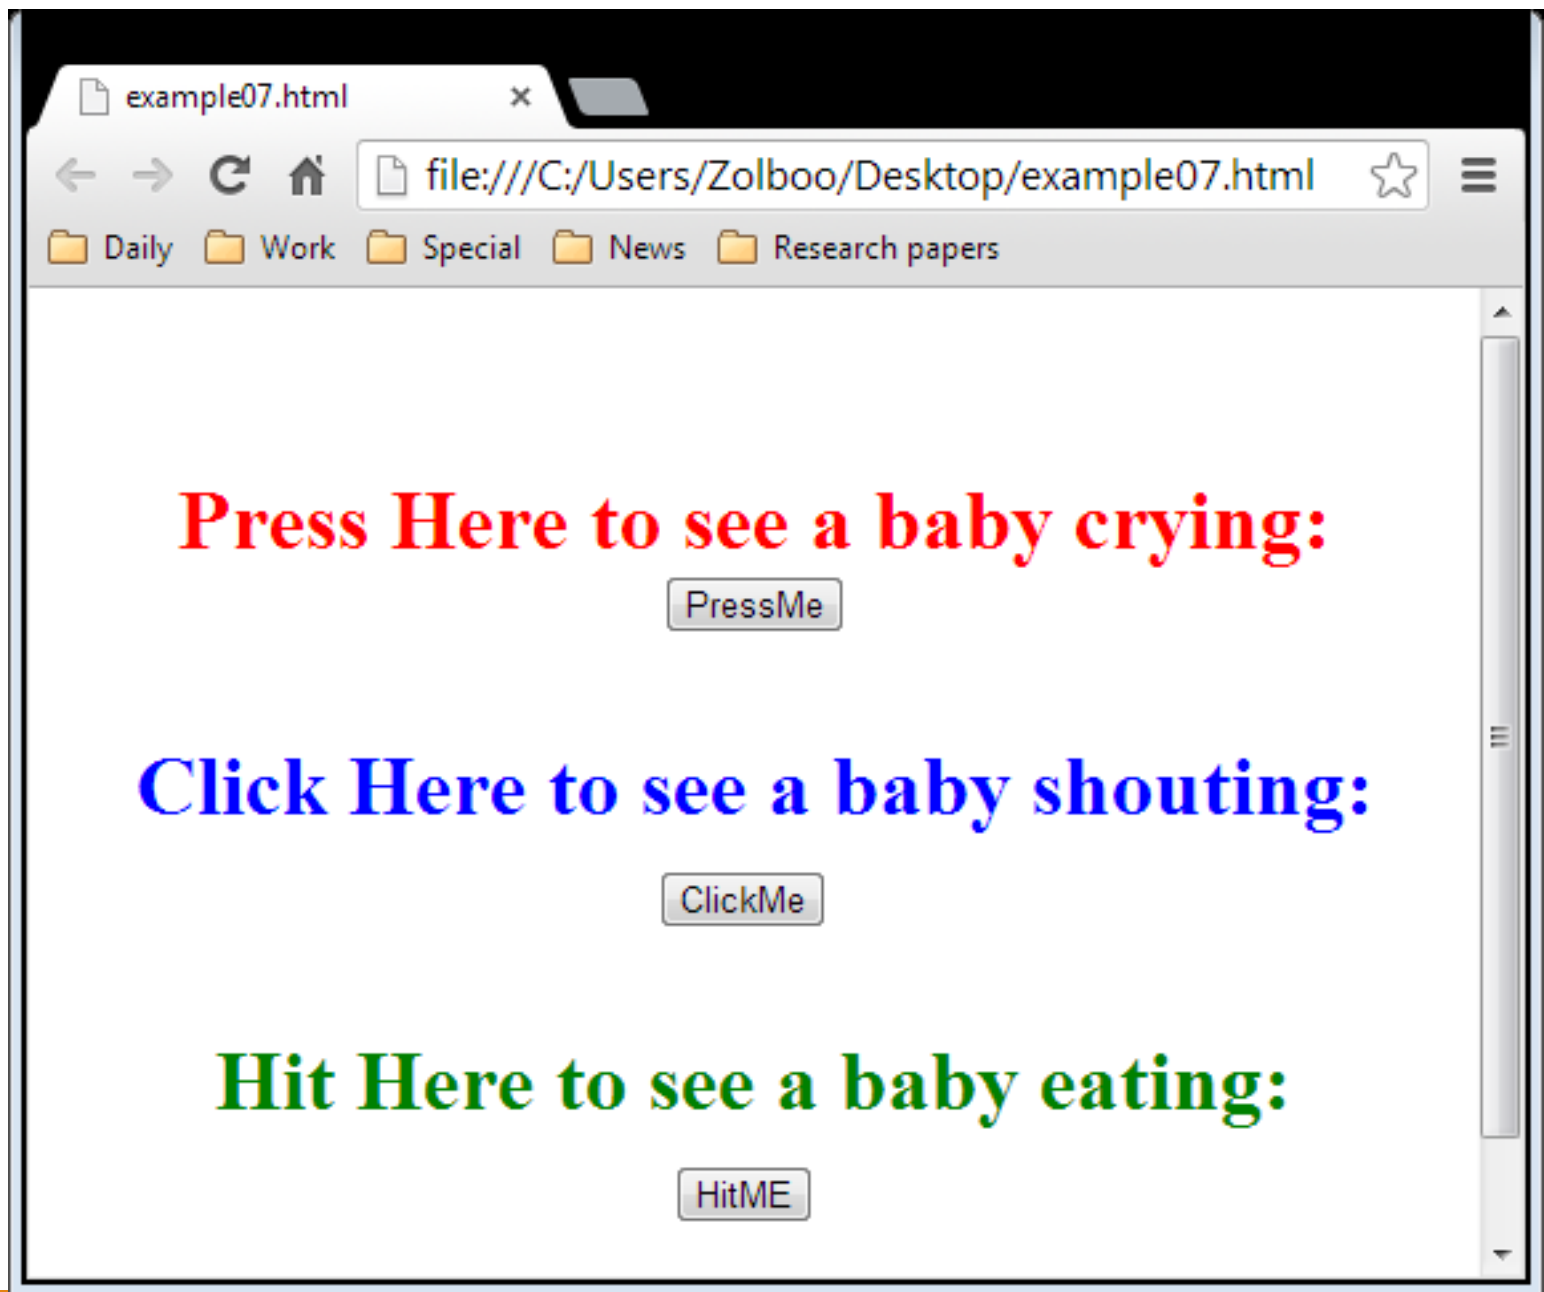 example07.html
file:///C:/Users/Zolboo/Desktop/example07.html
Daily Work Special News Research papers
Press Here to see a baby crying:
PressMe
Click Here to see a baby shouting:
ClickMe
Hit Here to see a baby eating:
HitME